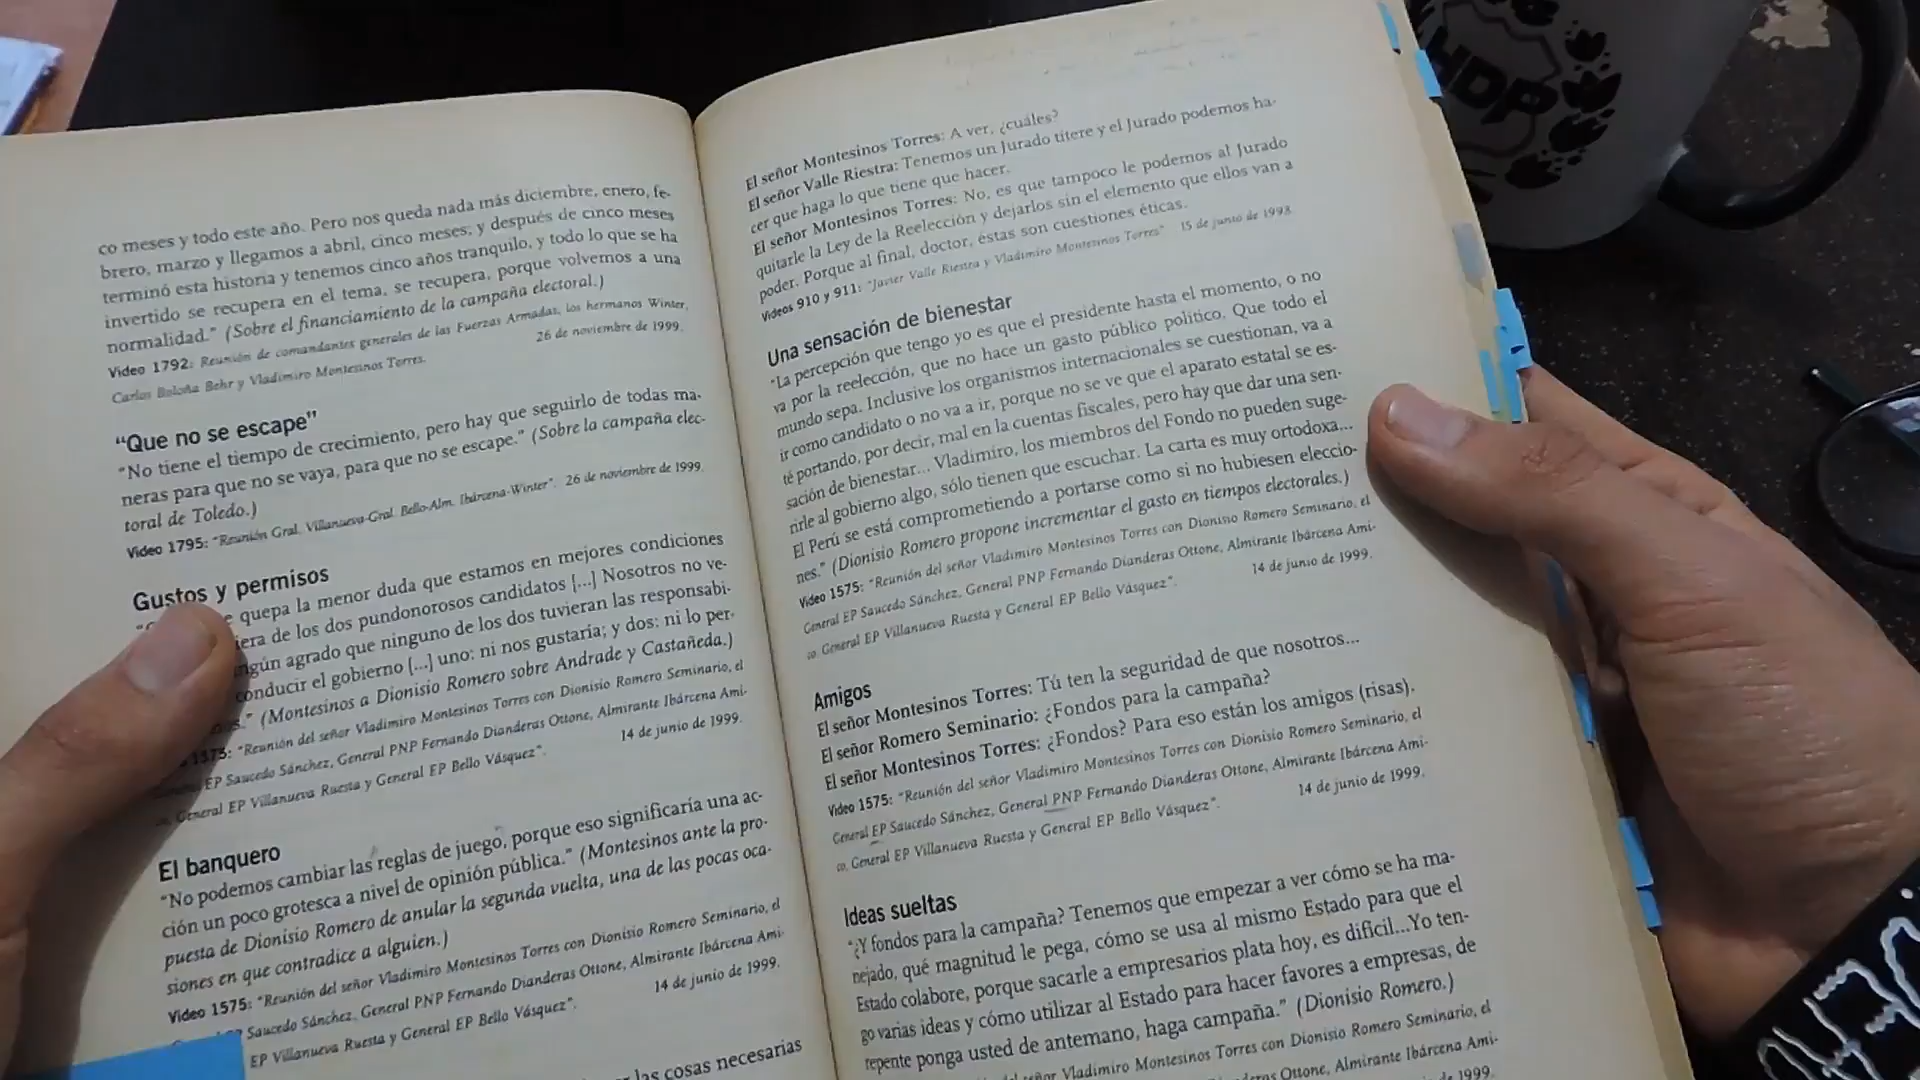 co meses y todo este año. Pero nos queda nada más diciembre, enero, fe-
brero, marzo y llegamos a abril, cinco meses; y después de cinco meses
terminó esta historia y tenemos cinco años tranquilo, y todo lo que se ha
invertido se recupera en el tema, se recupera, porque volvemos a una
normalidad." (Sobre el financiamiento de la campaña electoral.)
Video 1792: Reunión de comandantes generales de las Fuerzas Armadas, los hermanos Winter,
Carlos Boloña Behr y Vladimiro Montesinos Torres. 26 de noviembre de 1999.
“Que no se escape”
"No tiene el tiempo de crecimiento, pero hay que seguirlo de todas ma-
neras para que no se vaya, para que no se escape." (Sobre la campaña elec-
toral de Toledo.)
Video 1795: "Reunión Gral. Villanueva-Gral. Bello-Alm. Ibárcena-Winter". 26 de noviembre de 1999.
Gustos y permisos
quepa la menor duda que estamos en mejores condiciones
de los dos pundonorosos candidatos [...] Nosotros no ve-
agrado que ninguno de los dos tuvieran las responsabi-
conducir el gobierno [...] uno: ni nos gustaría; y dos: ni lo per-
(Montesinos a Dionisio Romero sobre Andrade y Castañeda.)
1575: "Reunión del señor Vladimiro Montesinos Torres con Dionisio Romero Seminario, el
EP Saucedo Sánchez, General PNP Fernando Dianderas Ottone, Almirante Ibárcena Ami-
co, General EP Villanueva Ruesta y General EP Bello Vásquez". 14 de junio de 1999.
El banquero
"No podemos cambiar las reglas de juego, porque eso significaría una ac-
ción un poco grotesca a nivel de opinión pública." (Montesinos ante la pro-
puesta de Dionisio Romero de anular la segunda vuelta, una de las pocas oca-
siones en que contradice a alguien.)
Video 1575: "Reunión del señor Vladimiro Montesinos Torres con Dionisio Romero Seminario, el
Saucedo Sánchez, General PNP Fernando Dianderas Ottone, Almirante Ibárcena Ami-
EP Villanueva Ruesta y General EP Bello Vásquez". 14 de junio de 1999.
las cosas necesarias
El señor Montesinos Torres: A ver, ¿cuáles?
El señor Valle Riestra: Tenemos un Jurado títere y el Jurado podemos ha-
cer que haga lo que tiene que hacer.
El señor Montesinos Torres: No, es que tampoco le podemos al Jurado
quitarle la Ley de la Reelección y dejarlos sin el elemento que ellos van a
poder. Porque al final, doctor, éstas son cuestiones éticas.
Videos 910 y 911: "Javier Valle Riestra y Vladimiro Montesinos Torres" 15 de junio de 1998.
Una sensación de bienestar
"La percepción que tengo yo es que el presidente hasta el momento, o no
va por la reelección, que no hace un gasto público político. Que todo el
mundo sepa. Inclusive los organismos internacionales se cuestionan, va a
ir como candidato o no va a ir, porque no se ve que el aparato estatal se es-
té portando, por decir, mal en la cuentas fiscales, pero hay que dar una sen-
sación de bienestar... Vladimiro, los miembros del Fondo no pueden suge-
rirle al gobierno algo, sólo tienen que escuchar. La carta es muy ortodoxa...
El Perú se está comprometiendo a portarse como si no hubiesen eleccio-
nes." (Dionisio Romero propone incrementar el gasto en tiempos electorales.)
Video 1575: "Reunión del señor Vladimiro Montesinos Torres con Dionisio Romero Seminario, el
General EP Saucedo Sánchez, General PNP Fernando Dianderas Ottone, Almirante Ibárcena Ami-
co, General EP Villanueva Ruesta y General EP Bello Vásquez". 14 de junio de 1999.
Amigos
El señor Montesinos Torres: Tú ten la seguridad de que nosotros...
El señor Romero Seminario: ¿Fondos para la campaña?
El señor Montesinos Torres: ¿Fondos? Para eso están los amigos (risas).
Video 1575: "Reunión del señor Vladimiro Montesinos Torres con Dionisio Romero Seminario, el
General EP Saucedo Sánchez, General PNP Fernando Dianderas Ottone, Almirante Ibárcena Ami-
co, General EP Villanueva Ruesta y General EP Bello Vásquez". 14 de junio de 1999.
Ideas sueltas
"¿Y fondos para la campaña? Tenemos que empezar a ver cómo se ha ma-
nejado, qué magnitud le pega, cómo se usa al mismo Estado para que el
Estado colabore, porque sacarle a empresarios plata hoy, es difícil...Yo ten-
go varias ideas y cómo utilizar al Estado para hacer favores a empresas, de
repente ponga usted de antemano, haga campaña." (Dionisio Romero.)
del señor Vladimiro Montesinos Torres con Dionisio Romero Seminario, el
Dianderas Ottone, Almirante Ibárcena Ami-
de 1999.
HDP